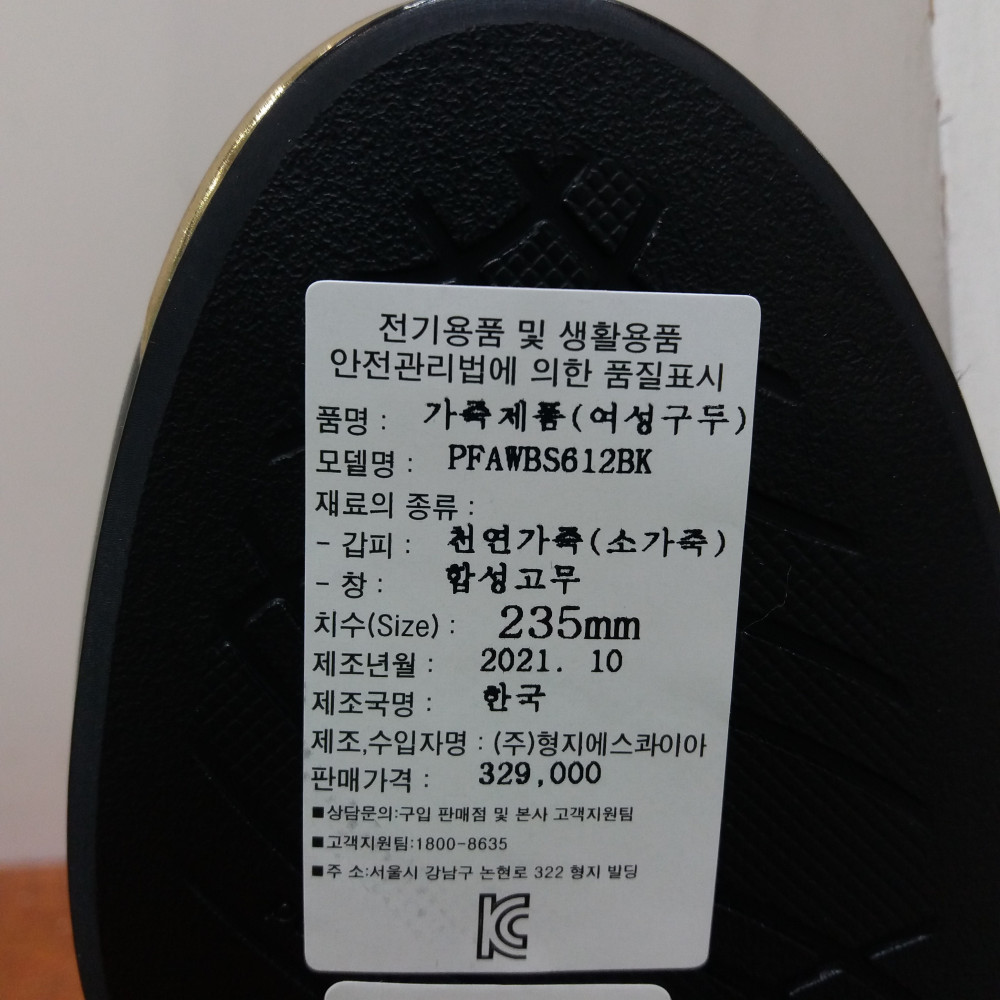 전기용품 및 생활용품
안전관리법에 의한 품질표시
품명 : 가죽제품(여성구두)
모델명 : PFAWBS612BK
재료의 종류 :
- 갑피 : 천연가죽(소가죽)
- 창 : 합성고무
치수(Size) : 235mm
제조년월 : 2021. 10
제조국명 : 한국
제조,수입자명 : (주)형지에스콰이아
판매가격 : 329,000
■상담문의:구입 판매점 및 본사 고객지원팀
■고객지원팀:1800-8635
■주 소:서울시 강남구 논현로 322 형지 빌딩
KC